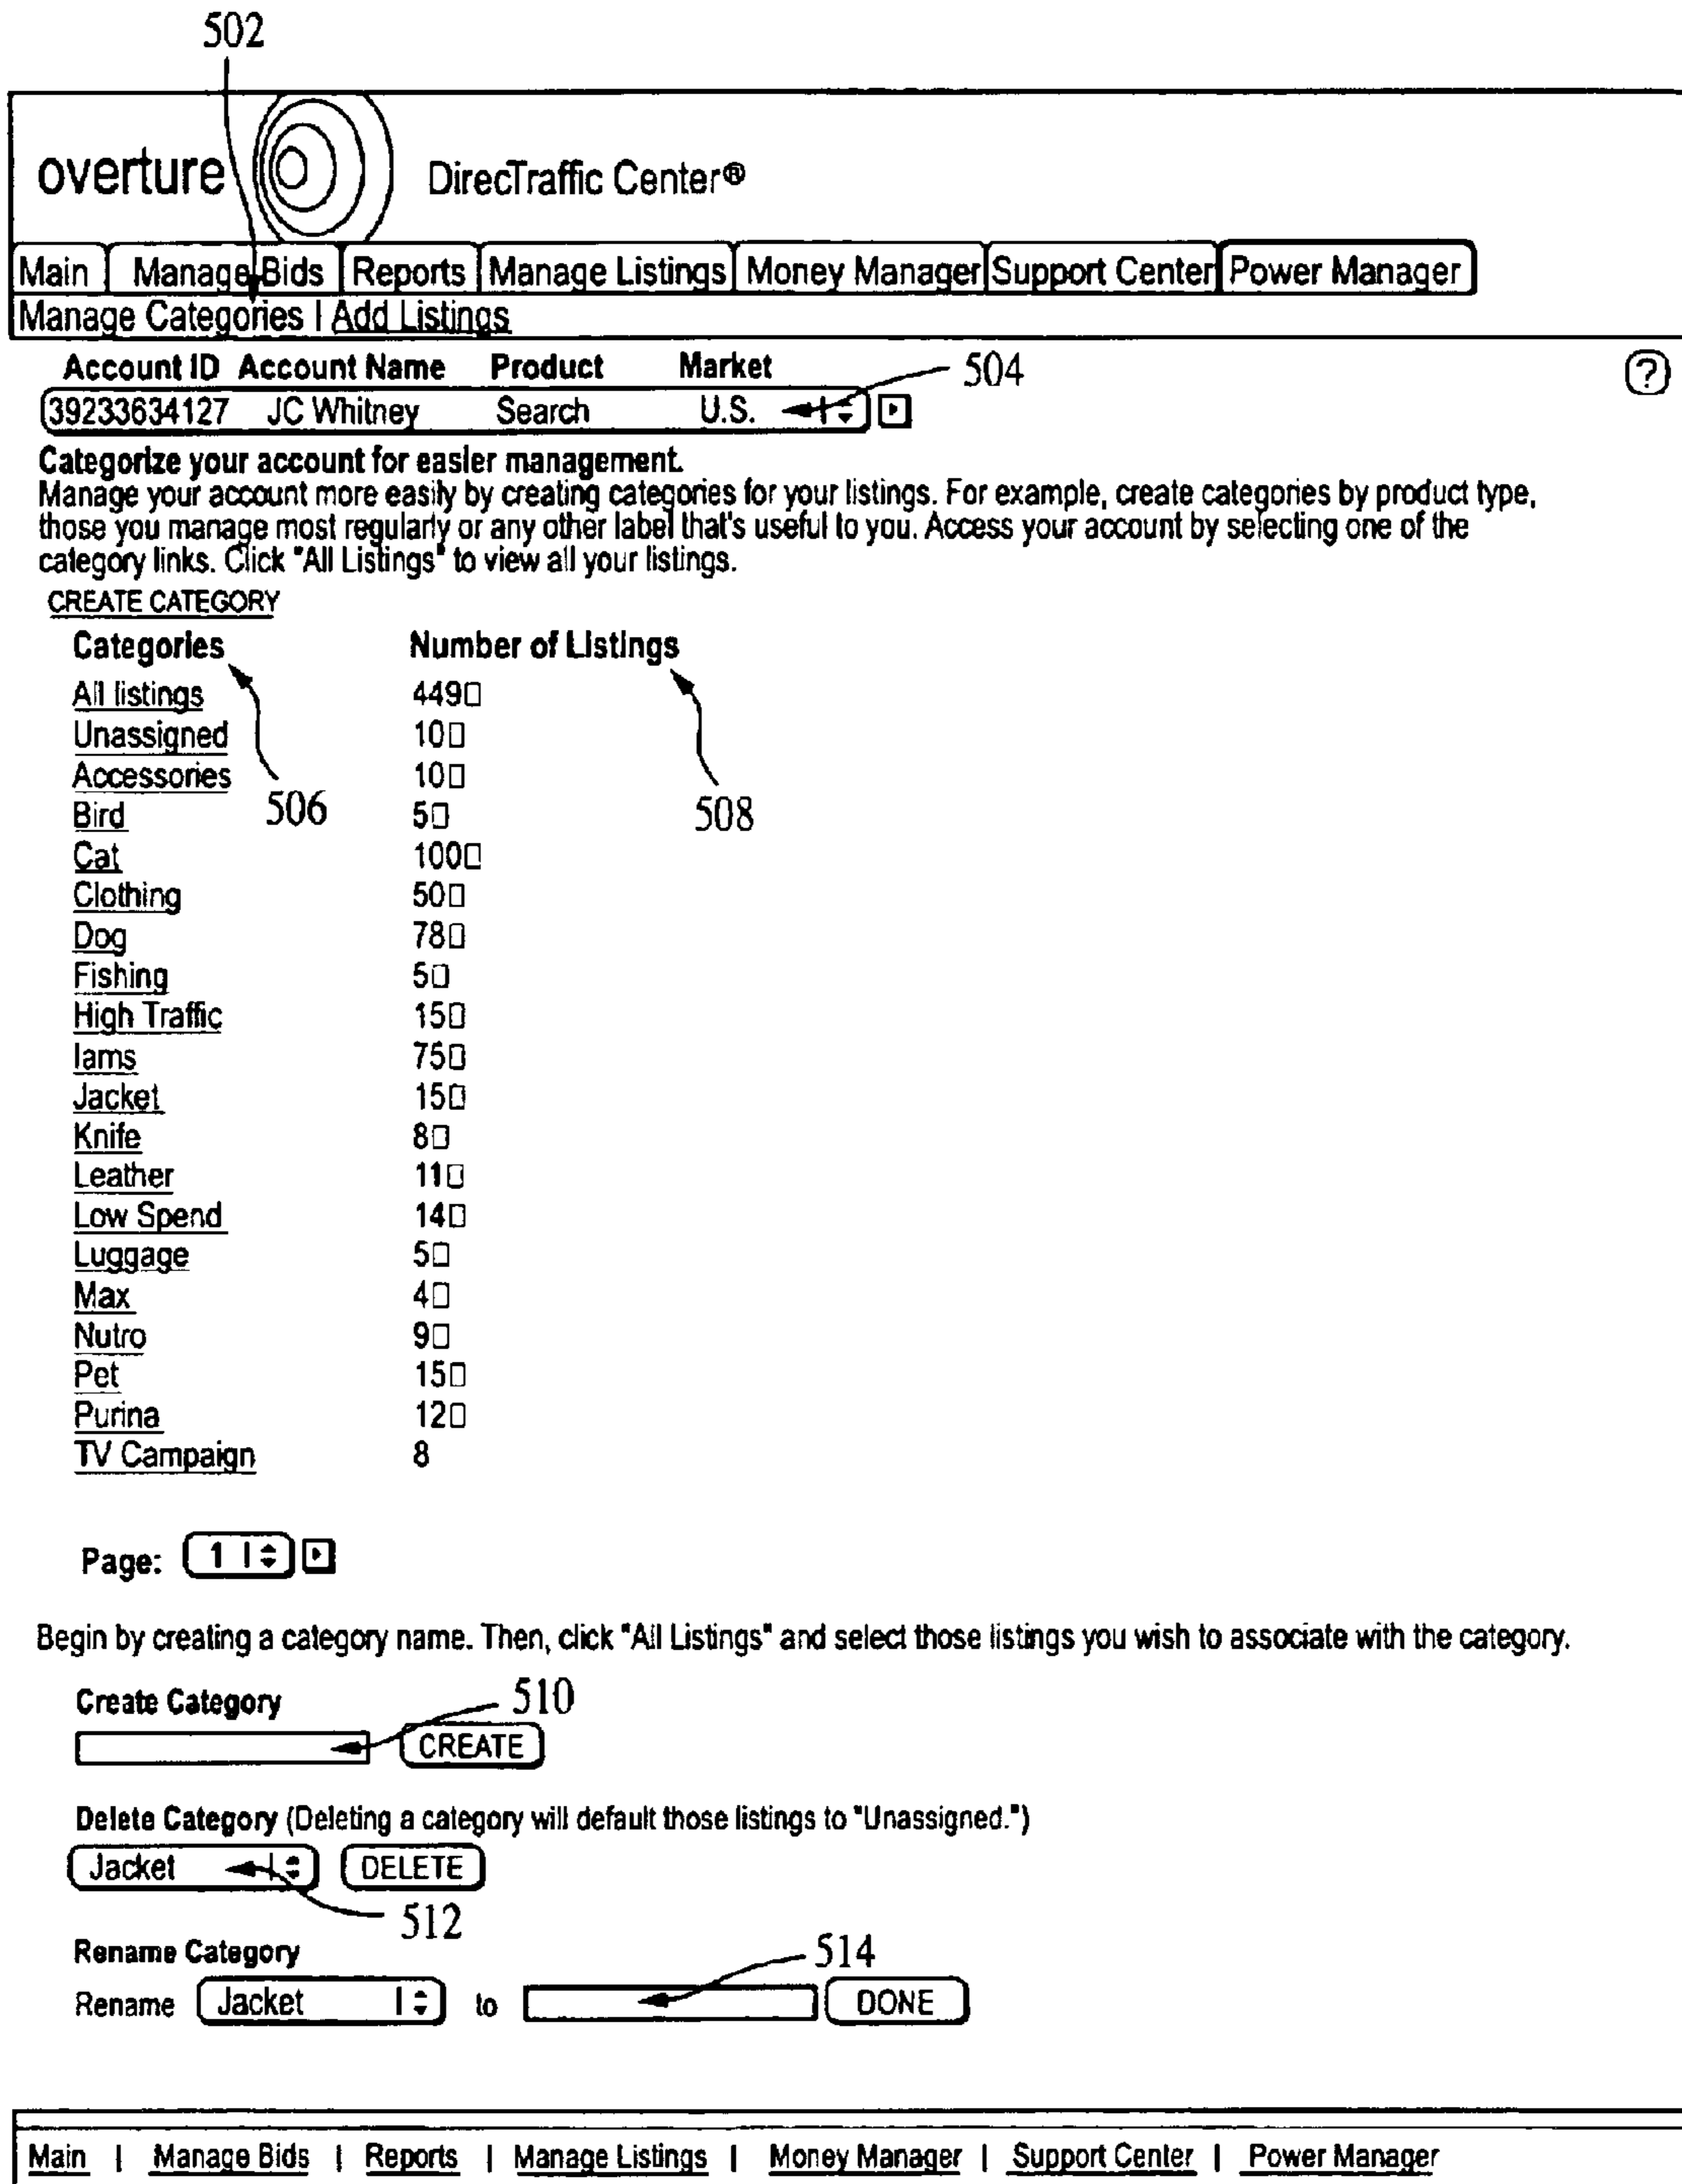 502
overture DirecTraffic Center®
Main Manage Bids Reports Manage Listings Money Manager Support Center Power Manager
Manage Categories | Add Listings
Account ID Account Name Product Market 504 ?
39233634127 JC Whitney Search U.S.
Categorize your account for easier management.
Manage your account more easily by creating categories for your listings. For example, create categories by product type,
those you manage most regularly or any other label that's useful to you. Access your account by selecting one of the
category links. Click "All Listings" to view all your listings.
CREATE CATEGORY
Categories Number of Listings
All listings 449▯
Unassigned 10▯
Accessories 10▯
506 508
Bird 5▯
Cat 100▯
Clothing 50▯
Dog 78▯
Fishing 5▯
High Traffic 15▯
Iams 75▯
Jacket 15▯
Knife 8▯
Leather 11▯
Low Spend 14▯
Luggage 5▯
Max 4▯
Nutro 9▯
Pet 15▯
Purina 12▯
TV Campaign 8
Page: 1
Begin by creating a category name. Then, click "All Listings" and select those listings you wish to associate with the category.
Create Category 510
CREATE
Delete Category (Deleting a category will default those listings to "Unassigned.")
Jacket DELETE
512
Rename Category 514
Rename Jacket to DONE
Main | Manage Bids | Reports | Manage Listings | Money Manager | Support Center | Power Manager